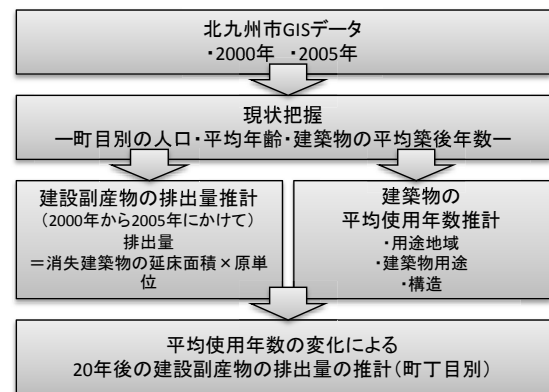 北九州市GISデータ
・2000年 ・2005年
現状把握
―町目別の人口・平均年齢・建築物の平均築後年数―
建設副産物の排出量推計
(2000年から2005年にかけて)
排出量
＝消失建築物の延床面積×原単
位
建築物の
平均使用年数推計
・用途地域
・建築物用途
・構造
平均使用年数の変化による
20年後の建設副産物の排出量の推計(町丁目別)